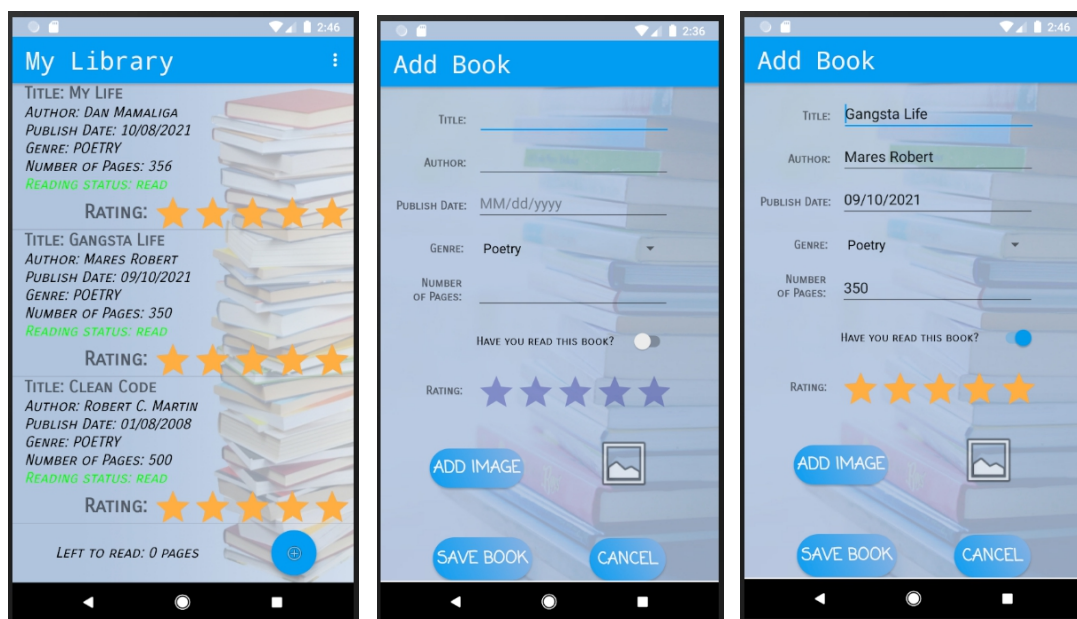 2:46
My Library
Title: My Life
Author: Dan Mamaliga
Publish Date: 10/08/2021
Genre: POETRY
Number of Pages: 356
Reading status: read
Rating:
Title: Gangsta Life
Author: Mares Robert
Publish Date: 09/10/2021
Genre: POETRY
Number of Pages: 350
Reading status: read
Rating:
Title: Clean Code
Author: Robert C. Martin
Publish Date: 01/08/2008
Genre: POETRY
Number of Pages: 500
Reading status: read
Rating:
Left to read: 0 pages
2:36
Add Book
Title:
Author:
Publish Date: MM/dd/yyyy
Genre: Poetry
Number
of Pages:
Have you read this book?
Rating:
ADD IMAGE
SAVE BOOK CANCEL
2:46
Add Book
Title: Gangsta Life
Author: Mares Robert
Publish Date: 09/10/2021
Genre: Poetry
Number
of Pages: 350
Have you read this book?
Rating:
ADD IMAGE
SAVE BOOK CANCEL